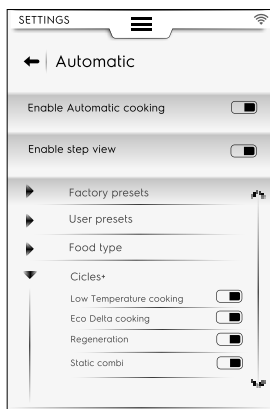 SETTINGS
Automatic
Enable Automatic cooking
Enable step view
Factory presets
User presets
Food type
Cicles+
Low Temperature cooking
Eco Delta cooking
Regeneration
Static combi